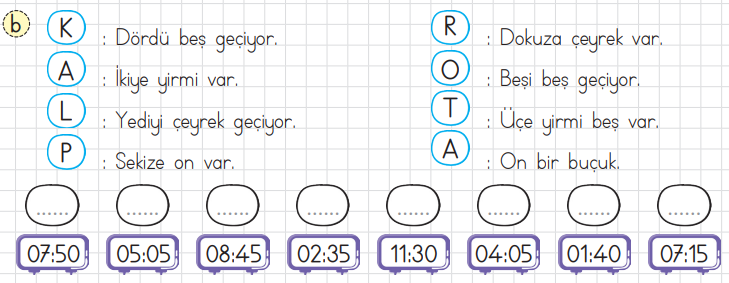 b
K : Dördü beş geçiyor.
A : İkiye yirmi var.
L : Yediyi çeyrek geçiyor.
P : Sekize on var.
R : Dokuza çeyrek var.
O : Beşi beş geçiyor.
T : Üçe yirmi beş var.
A : On bir buçuk.
....... ....... ....... ....... ....... ....... ....... .......
07:50 05:05 08:45 02:35 11:30 04:05 01:40 07:15